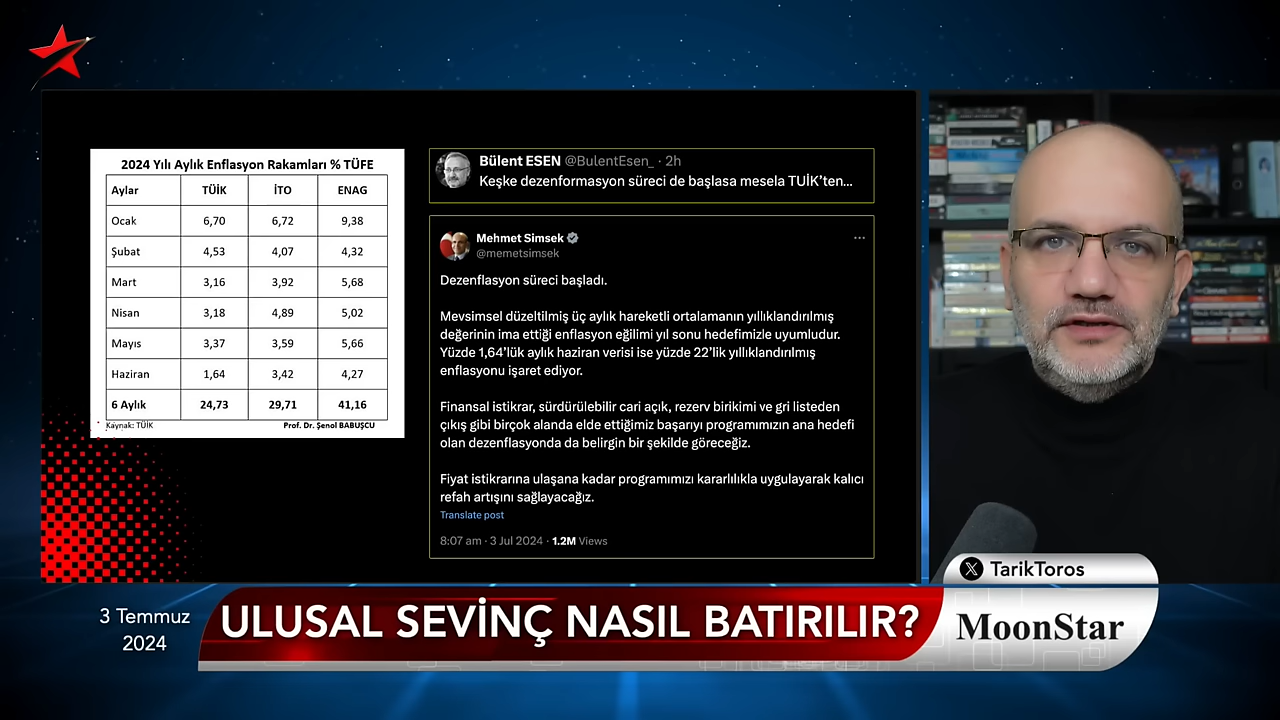 2024 Yılı Aylık Enflasyon Rakamları % TÜFE
Aylar TÜİK İTO ENAG
Ocak 6,70 6,72 9,38
Şubat 4,53 4,07 4,32
Mart 3,16 3,92 5,68
Nisan 3,18 4,89 5,02
Mayıs 3,37 3,59 5,66
Haziran 1,64 3,42 4,27
6 Aylık 24,73 29,71 41,16
Kaynak: TÜİK Prof. Dr. Şenol BABUŞCU
Bülent ESEN @BulentEsen_ · 2h
Keşke dezenformasyon süreci de başlasa mesela TUİK’ten...
Mehmet Simsek
@memetsimsek
Dezenflasyon süreci başladı.
Mevsimsel düzeltilmiş üç aylık hareketli ortalamanın yıllıklandırılmış
değerinin ima ettiği enflasyon eğilimi yıl sonu hedefimizle uyumludur.
Yüzde 1,64’lük aylık haziran verisi ise yüzde 22’lik yıllıklandırılmış
enflasyonu işaret ediyor.
Finansal istikrar, sürdürülebilir cari açık, rezerv birikimi ve gri listeden
çıkış gibi birçok alanda elde ettiğimiz başarıyı programımızın ana hedefi
olan dezenflasyonda da belirgin bir şekilde göreceğiz.
Fiyat istikrarına ulaşana kadar programımızı kararlılıkla uygulayarak kalıcı
refah artışını sağlayacağız.
Translate post
8:07 am · 3 Jul 2024 · 1.2M Views
X TarikToros
MoonStar
3 Temmuz
2024
ULUSAL SEVİNÇ NASIL BATIRILIR?